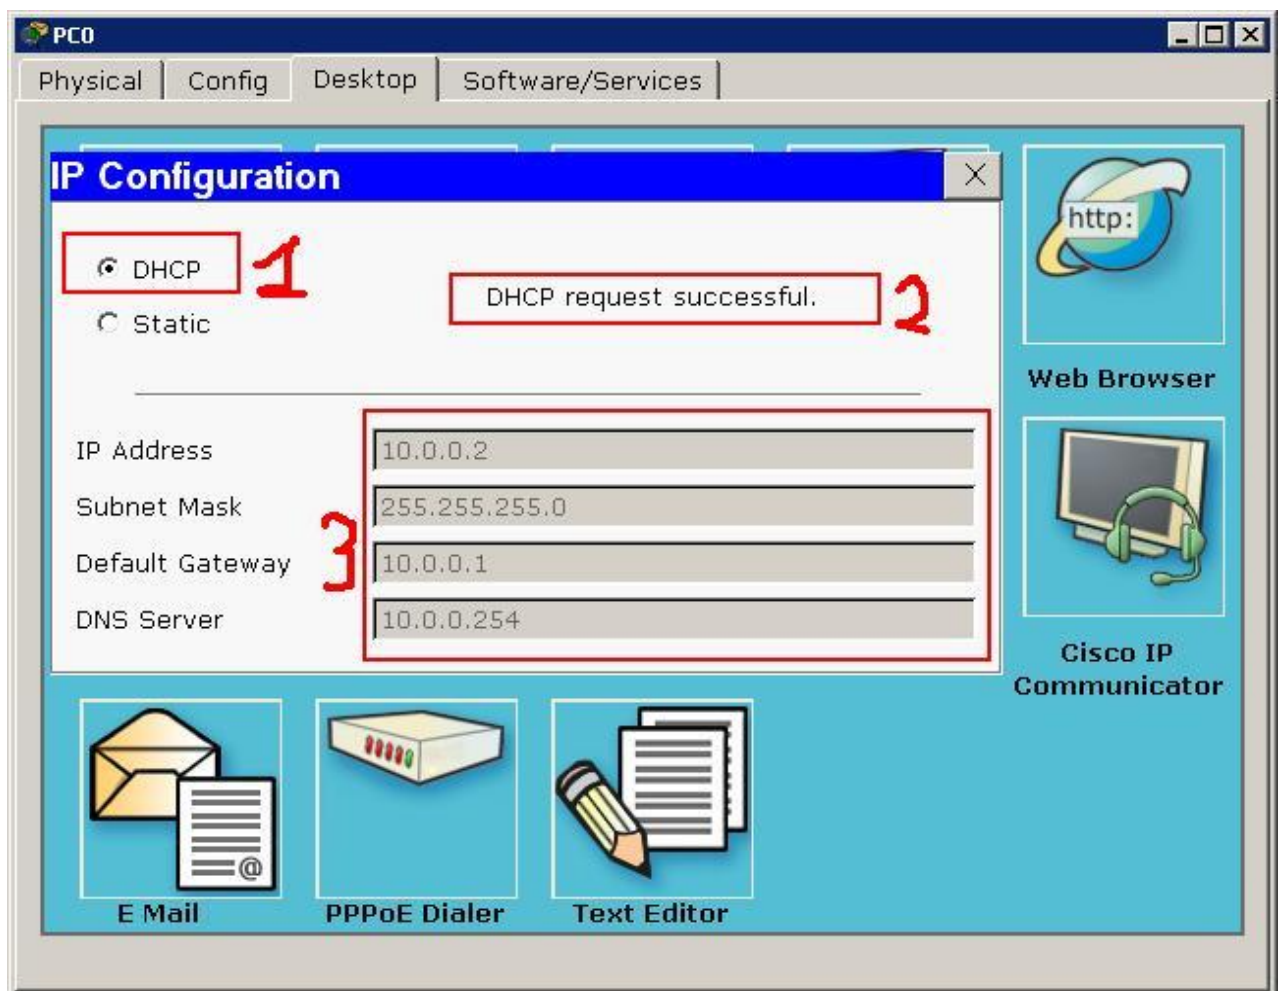 PC0
Physical Config Desktop Software/Services
IP Configuration
DHCP 1
DHCP request successful. 2
Static
http:
Web Browser
IP Address 10.0.0.2
Subnet Mask 255.255.255.0
3
Default Gateway 10.0.0.1
DNS Server 10.0.0.254
Cisco IP
Communicator
@
E Mail PPPoE Dialer Text Editor